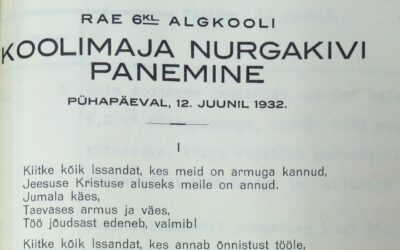 RAE 6KL. ALGKOOLI
KOOLIMAJA NURGAKIVI
PANEMINE
PÜHAPÄEVAL, 12. JUUNIL 1932.
I
Kiitke kõik Issandat, kes meid on armuga kannud,
Jeesuse Kristuse aluseks meile on annud.
Jumala käes,
Taevases armus ja väes,
Töö jõudsast edeneb, valmib!
Kiitke kõik Issandat, kes annab õnnistust tööle,